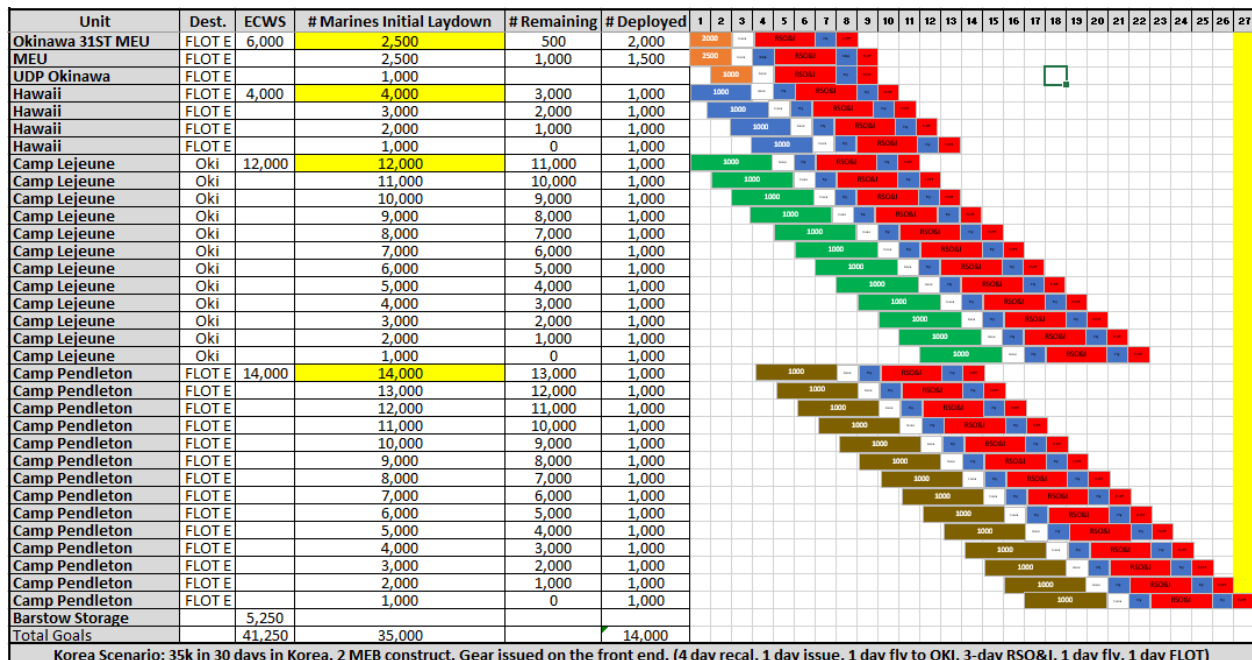 Unit Dest. ECWS # Marines Initial Laydown # Remaining # Deployed 1 2 3 4 5 6 7 8 9 10 11 12 13 14 15 16 17 18 19 20 21 22 23 24 25 26 27
Okinawa 31ST MEU FLOT E 6,000 2,500 500 2,000 2000 RSO&I
MEU FLOT E 2,500 1,000 1,500 2500 RSO&I
UDP Okinawa FLOT E 1,000 1000 RSO&I
Hawaii FLOT E 4,000 4,000 3,000 1,000 1000 RSO&I
Hawaii FLOT E 3,000 2,000 1,000 1000 RSO&I
Hawaii FLOT E 2,000 1,000 1,000 1000 RSO&I
Hawaii FLOT E 1,000 0 1,000 1000 RSO&I
Camp Lejeune Oki 12,000 12,000 11,000 1,000 1000 RSO&I
Camp Lejeune Oki 11,000 10,000 1,000 1000 RSO&I
Camp Lejeune Oki 10,000 9,000 1,000 1000 RSO&I
Camp Lejeune Oki 9,000 8,000 1,000 1000 RSO&I
Camp Lejeune Oki 8,000 7,000 1,000 1000 RSO&I
Camp Lejeune Oki 7,000 6,000 1,000 1000 RSO&I
Camp Lejeune Oki 6,000 5,000 1,000 1000 RSO&I
Camp Lejeune Oki 5,000 4,000 1,000 1000 RSO&I
Camp Lejeune Oki 4,000 3,000 1,000 1000 RSO&I
Camp Lejeune Oki 3,000 2,000 1,000 1000 RSO&I
Camp Lejeune Oki 2,000 1,000 1,000 1000 RSO&I
Camp Lejeune Oki 1,000 0 1,000 1000 RSO&I
Camp Pendleton FLOT E 14,000 14,000 13,000 1,000 1000 RSO&I
Camp Pendleton FLOT E 13,000 12,000 1,000 1000 RSO&I
Camp Pendleton FLOT E 12,000 11,000 1,000 1000 RSO&I
Camp Pendleton FLOT E 11,000 10,000 1,000 1000 RSO&I
Camp Pendleton FLOT E 10,000 9,000 1,000 1000 RSO&I
Camp Pendleton FLOT E 9,000 8,000 1,000 1000 RSO&I
Camp Pendleton FLOT E 8,000 7,000 1,000 1000 RSO&I
Camp Pendleton FLOT E 7,000 6,000 1,000 1000 RSO&I
Camp Pendleton FLOT E 6,000 5,000 1,000 1000 RSO&I
Camp Pendleton FLOT E 5,000 4,000 1,000 1000 RSO&I
Camp Pendleton FLOT E 4,000 3,000 1,000 1000 RSO&I
Camp Pendleton FLOT E 3,000 2,000 1,000 1000 RSO&I
Camp Pendleton FLOT E 2,000 1,000 1,000 1000 RSO&I
Camp Pendleton FLOT E 1,000 0 1,000 1000 RSO&I
Barstow Storage 5,250
Total Goals 41,250 35,000 14,000
Korea Scenario: 35k in 30 days in Korea. 2 MEB construct. Gear issued on the front end. (4 day recal, 1 day issue, 1 day fly to OKI, 3-day RSO&I, 1 day fly, 1 day FLOT)